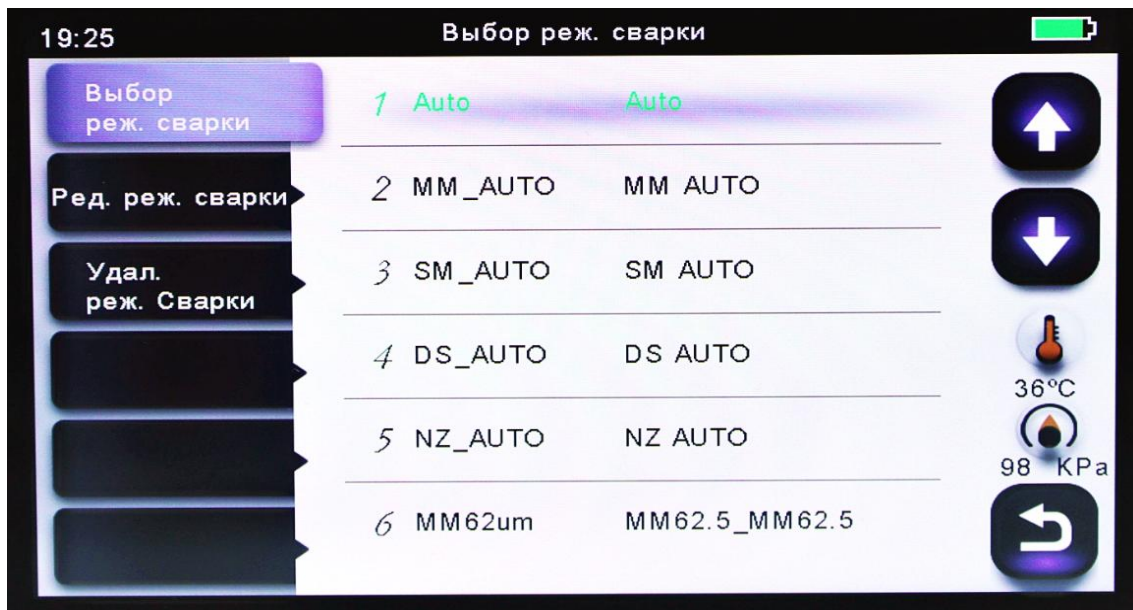 19:25
Выбор реж. сварки
Выбор
реж. сварки
Ред. реж. сварки
Удал.
реж. Сварки
1 Auto Auto
2 MM_AUTO MM AUTO
3 SM_AUTO SM AUTO
4 DS_AUTO DS AUTO
5 NZ_AUTO NZ AUTO
6 MM62um MM62.5_MM62.5
36°C
98 KPa